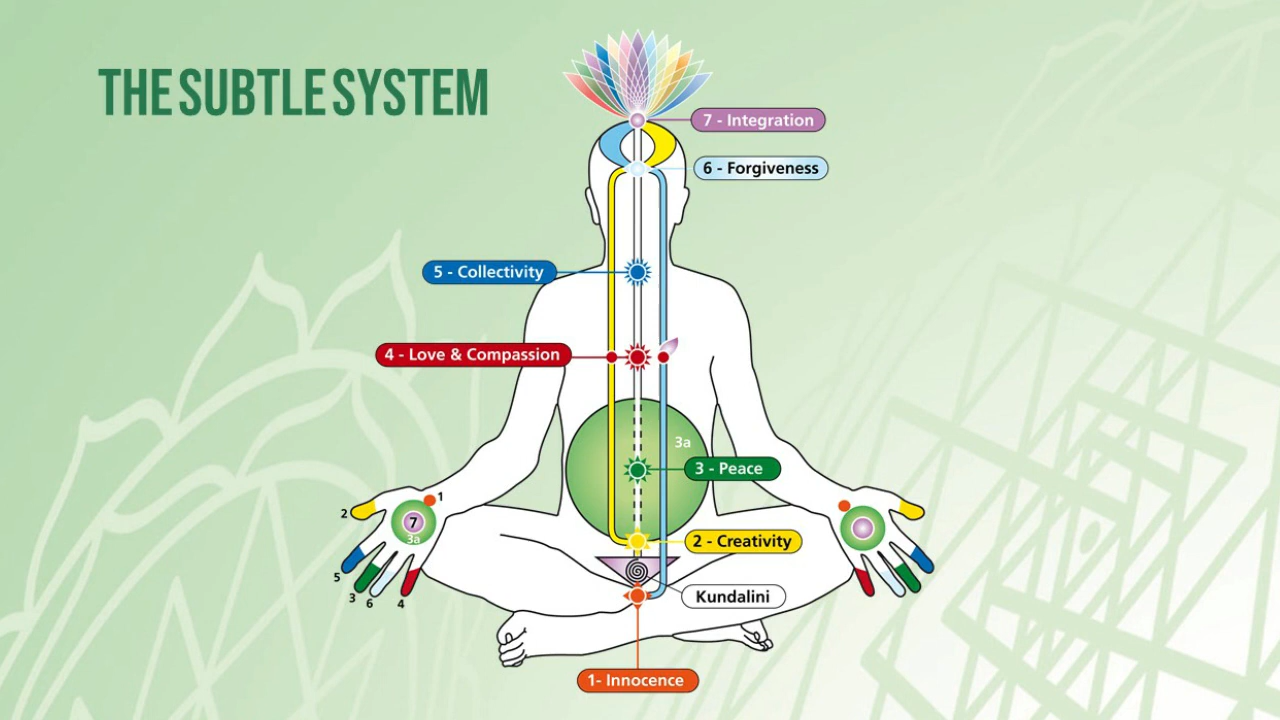 THE SUBTLE SYSTEM
7 - Integration
6 - Forgiveness
5 - Collectivity
4 - Love & Compassion
3a
3 - Peace
2 - Creativity
Kundalini
1- Innocence
1
2
7
3a
5
3
6
4